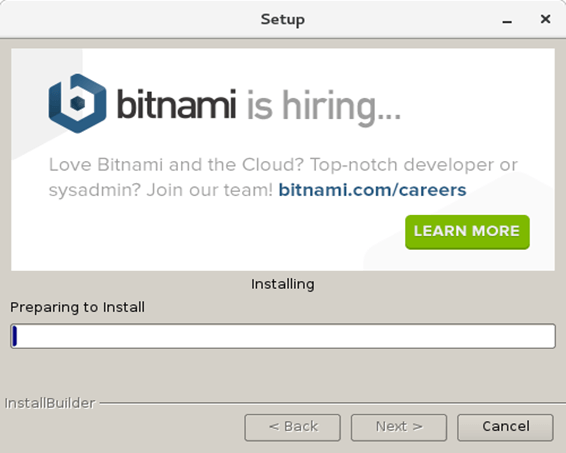 Setup
bitnami is hiring...
Love Bitnami and the Cloud? Top-notch developer or
sysadmin? Join our team! bitnami.com/careers
LEARN MORE
Installing
Preparing to Install
InstallBuilder
< Back
Next >
Cancel